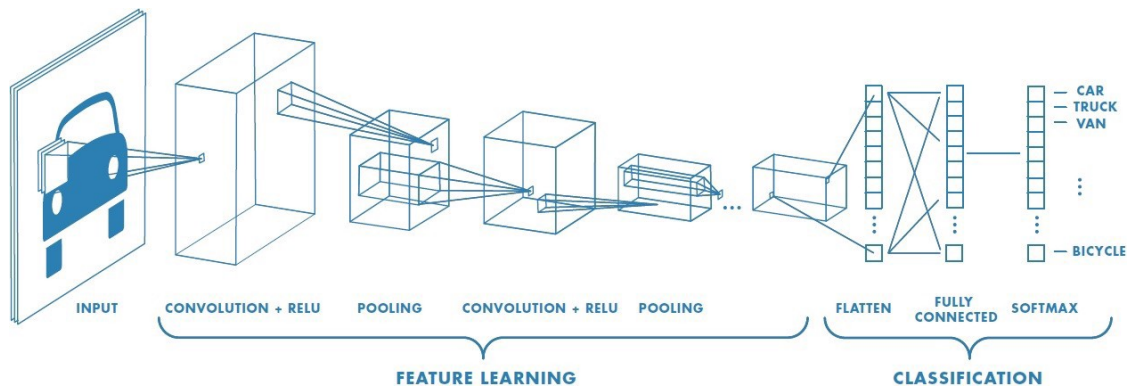 CAR
TRUCK
VAN
BICYCLE
INPUT
CONVOLUTION + RELU
POOLING
CONVOLUTION + RELU
POOLING
FLATTEN
FULLY
CONNECTED
SOFTMAX
FEATURE LEARNING
CLASSIFICATION